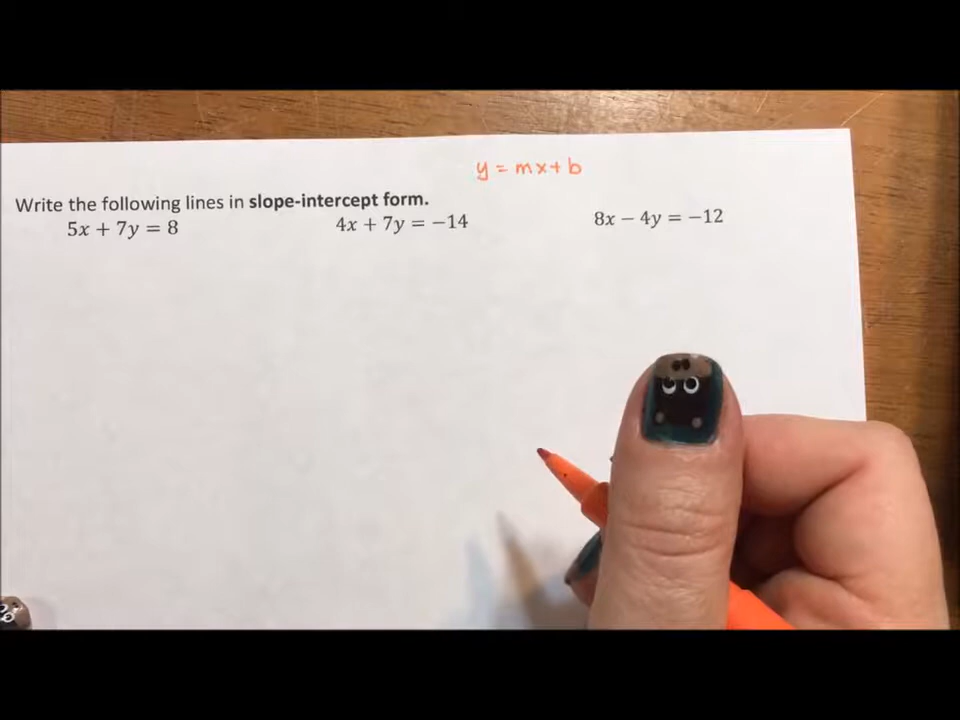 y = mx + b
Write the following lines in slope-intercept form.
5x + 7y = 8
4x + 7y = −14
8x − 4y = −12